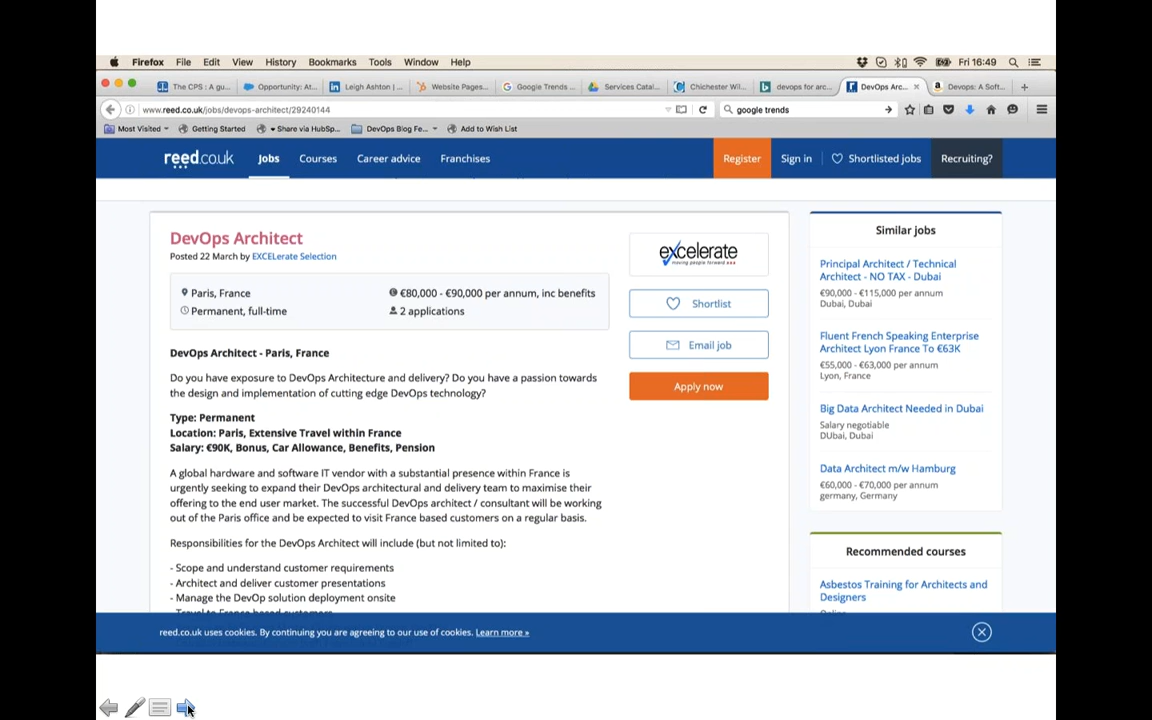 Firefox File Edit View History Bookmarks Tools Window Help Fri 16:49
The CPS : A gu... Opportunity: At... Leigh Ashton | ... Website Pages... Google Trends ... Services Catal... Chichester Wil... devops for arc... DevOps Arc... Devops: A Soft...
www.reed.co.uk/jobs/devops-architect/29240144 google trends
Most Visited Getting Started Share via HubSp... DevOps Blog Fe... Add to Wish List
reed.co.uk Jobs Courses Career advice Franchises Register Sign in Shortlisted jobs Recruiting?
DevOps Architect
Posted 22 March by EXCELerate Selection
Paris, France €80,000 - €90,000 per annum, inc benefits
Permanent, full-time 2 applications
excelerate
moving people forward
Shortlist
Email job
Apply now
DevOps Architect - Paris, France
Do you have exposure to DevOps Architecture and delivery? Do you have a passion towards
the design and implementation of cutting edge DevOps technology?
Type: Permanent
Location: Paris, Extensive Travel within France
Salary: €90K, Bonus, Car Allowance, Benefits, Pension
A global hardware and software IT vendor with a substantial presence within France is
urgently seeking to expand their DevOps architectural and delivery team to maximise their
offering to the end user market. The successful DevOps architect / consultant will be working
out of the Paris office and be expected to visit France based customers on a regular basis.
Responsibilities for the DevOps Architect will include (but not limited to):
- Scope and understand customer requirements
- Architect and deliver customer presentations
- Manage the DevOp solution deployment onsite
- Travel to France based customers
Similar jobs
Principal Architect / Technical
Architect - NO TAX - Dubai
€90,000 - €115,000 per annum
Dubai, Dubai
Fluent French Speaking Enterprise
Architect Lyon France To €63K
€55,000 - €63,000 per annum
Lyon, France
Big Data Architect Needed in Dubai
Salary negotiable
DUbai, Dubai
Data Architect m/w Hamburg
€60,000 - €70,000 per annum
germany, Germany
Recommended courses
Asbestos Training for Architects and
Designers
reed.co.uk uses cookies. By continuing you are agreeing to our use of cookies. Learn more »